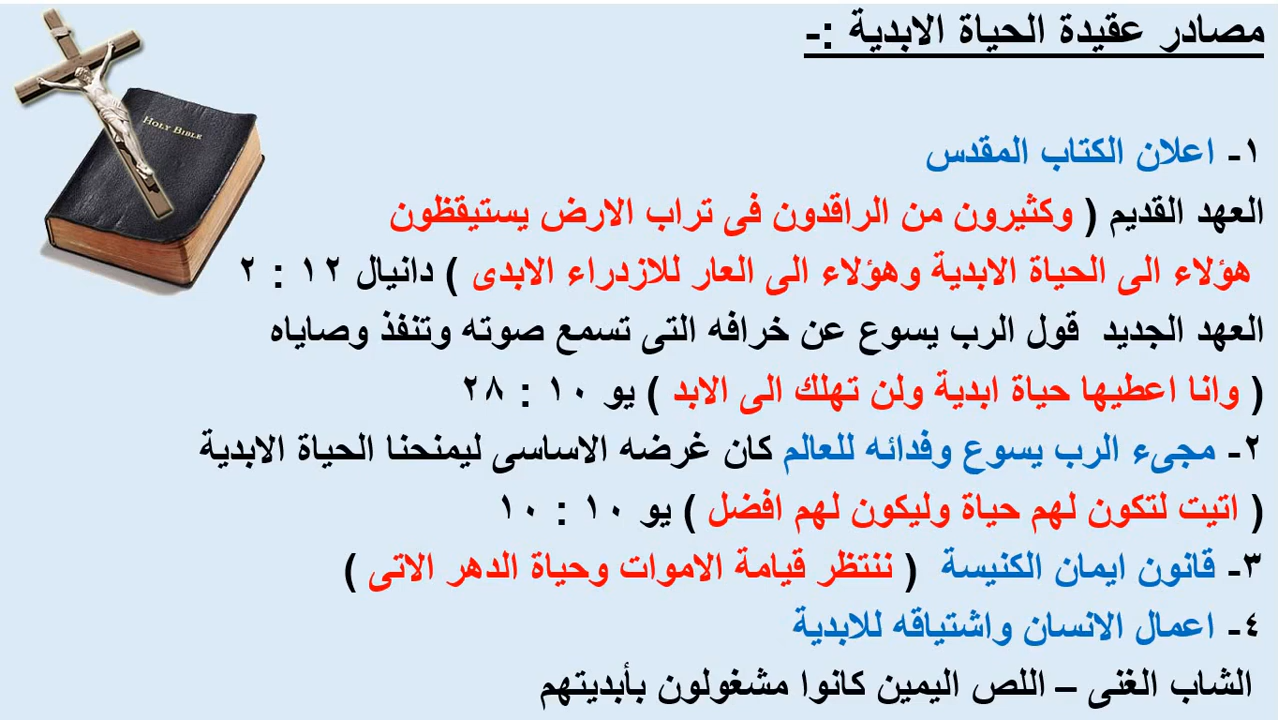 مصادر عقيدة الحياة الابدية :-
HOLY BIBLE
١- اعلان الكتاب المقدس
العهد القديم ( وكثيرون من الراقدون فى تراب الارض يستيقظون
هؤلاء الى الحياة الابدية وهؤلاء الى العار للازدراء الابدى ) دانيال ١٢ : ٢
العهد الجديد قول الرب يسوع عن خرافه التى تسمع صوته وتنفذ وصاياه
( وانا اعطيها حياة ابدية ولن تهلك الى الابد ) يو ١٠ : ٢٨
٢- مجىء الرب يسوع وفدائه للعالم كان غرضه الاساسى ليمنحنا الحياة الابدية
( اتيت لتكون لهم حياة وليكون لهم افضل ) يو ١٠ : ١٠
٣- قانون ايمان الكنيسة ( ننتظر قيامة الاموات وحياة الدهر الاتى )
٤- اعمال الانسان واشتياقه للابدية
الشاب الغنى – اللص اليمين كانوا مشغولون بأبديتهم